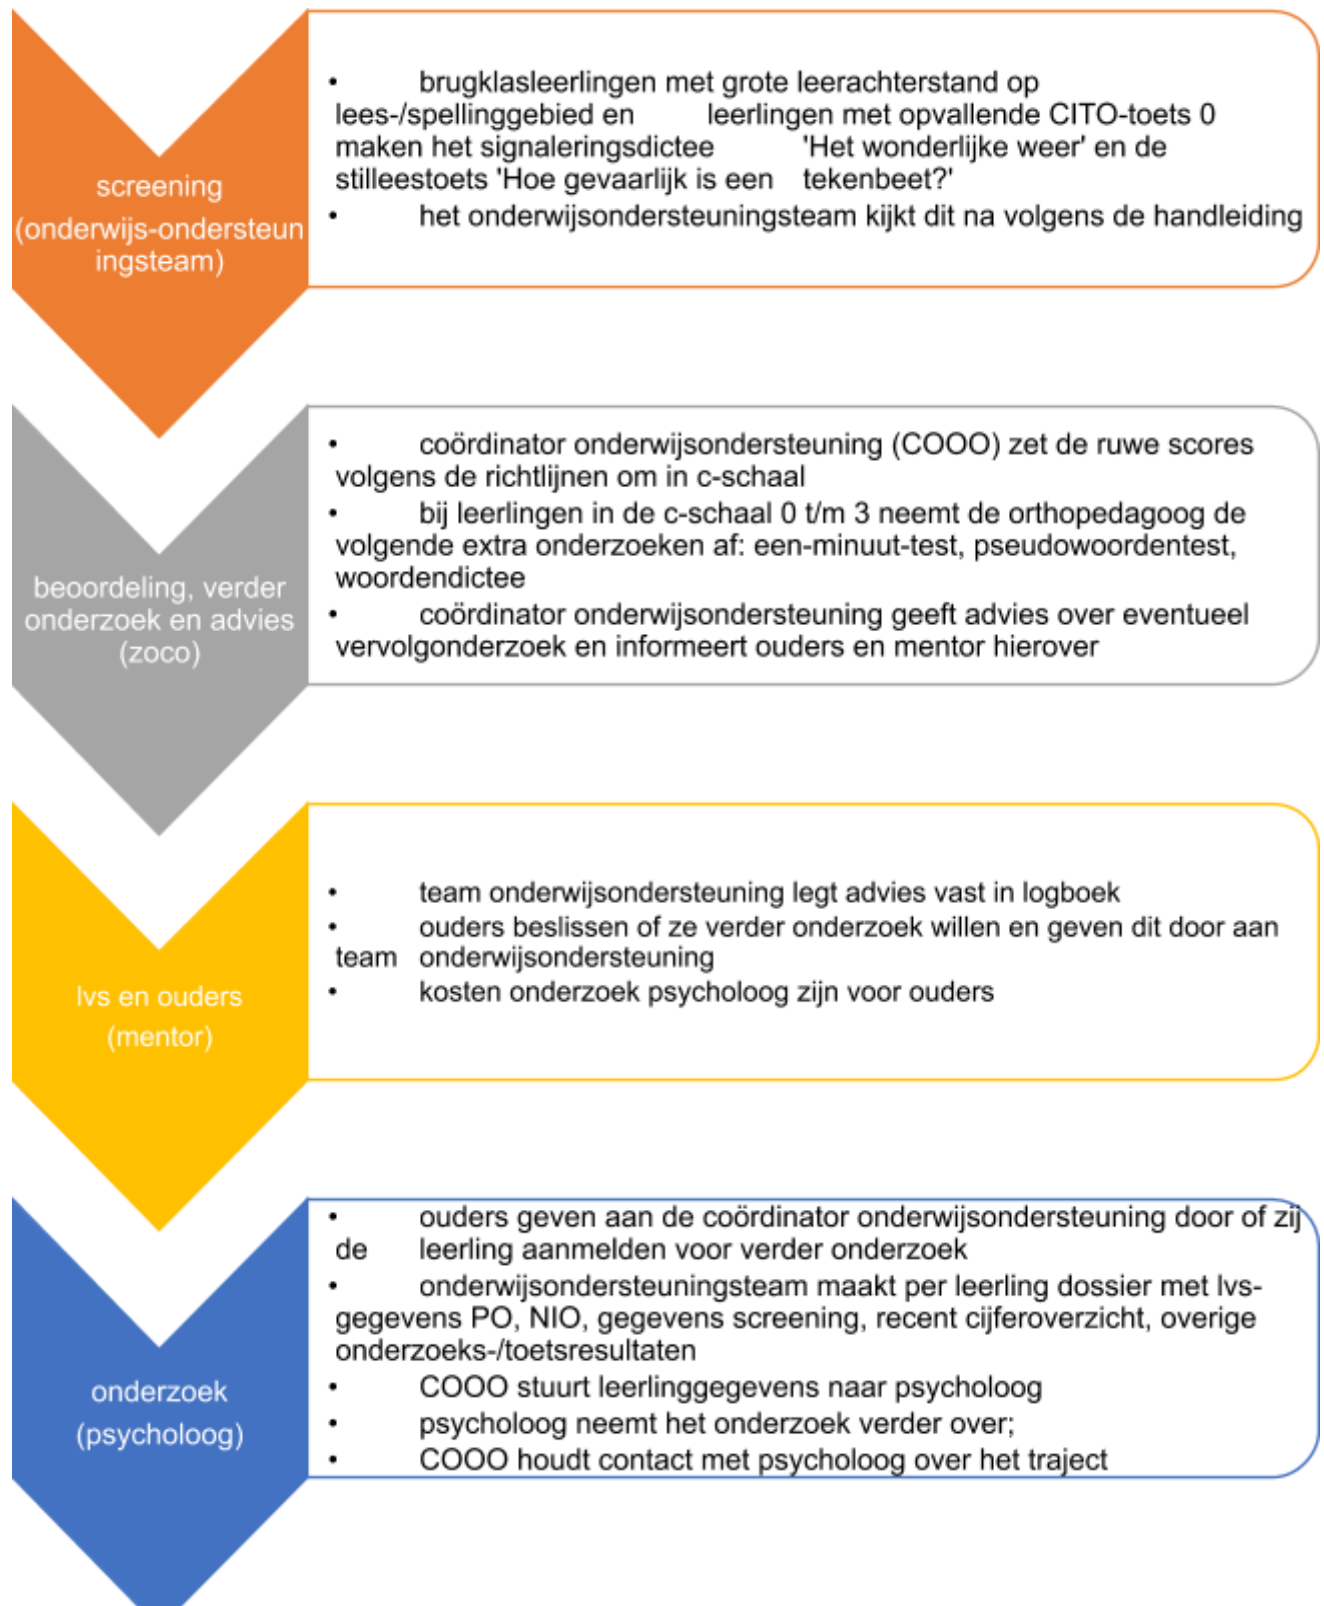 screening
(onderwijs-ondersteun
ingsteam)
• brugklasleerlingen met grote leerachterstand op
lees-/spellinggebied en leerlingen met opvallende CITO-toets 0
maken het signaleringsdictee 'Het wonderlijke weer' en de
stilleestoets 'Hoe gevaarlijk is een tekenbeet?'
• het onderwijsondersteuningsteam kijkt dit na volgens de handleiding
beoordeling, verder
onderzoek en advies
(zoco)
• coördinator onderwijsondersteuning (COOO) zet de ruwe scores
volgens de richtlijnen om in c-schaal
• bij leerlingen in de c-schaal 0 t/m 3 neemt de orthopedagoog de
volgende extra onderzoeken af: een-minuut-test, pseudowoordentest,
woordendictee
• coördinator onderwijsondersteuning geeft advies over eventueel
vervolgonderzoek en informeert ouders en mentor hierover
lvs en ouders
(mentor)
• team onderwijsondersteuning legt advies vast in logboek
• ouders beslissen of ze verder onderzoek willen en geven dit door aan
team onderwijsondersteuning
• kosten onderzoek psycholoog zijn voor ouders
onderzoek
(psycholoog)
• ouders geven aan de coördinator onderwijsondersteuning door of zij
de leerling aanmelden voor verder onderzoek
• onderwijsondersteuningsteam maakt per leerling dossier met lvs-
gegevens PO, NIO, gegevens screening, recent cijferoverzicht, overige
onderzoeks-/toetsresultaten
• COOO stuurt leerlinggegevens naar psycholoog
• psycholoog neemt het onderzoek verder over;
• COOO houdt contact met psycholoog over het traject